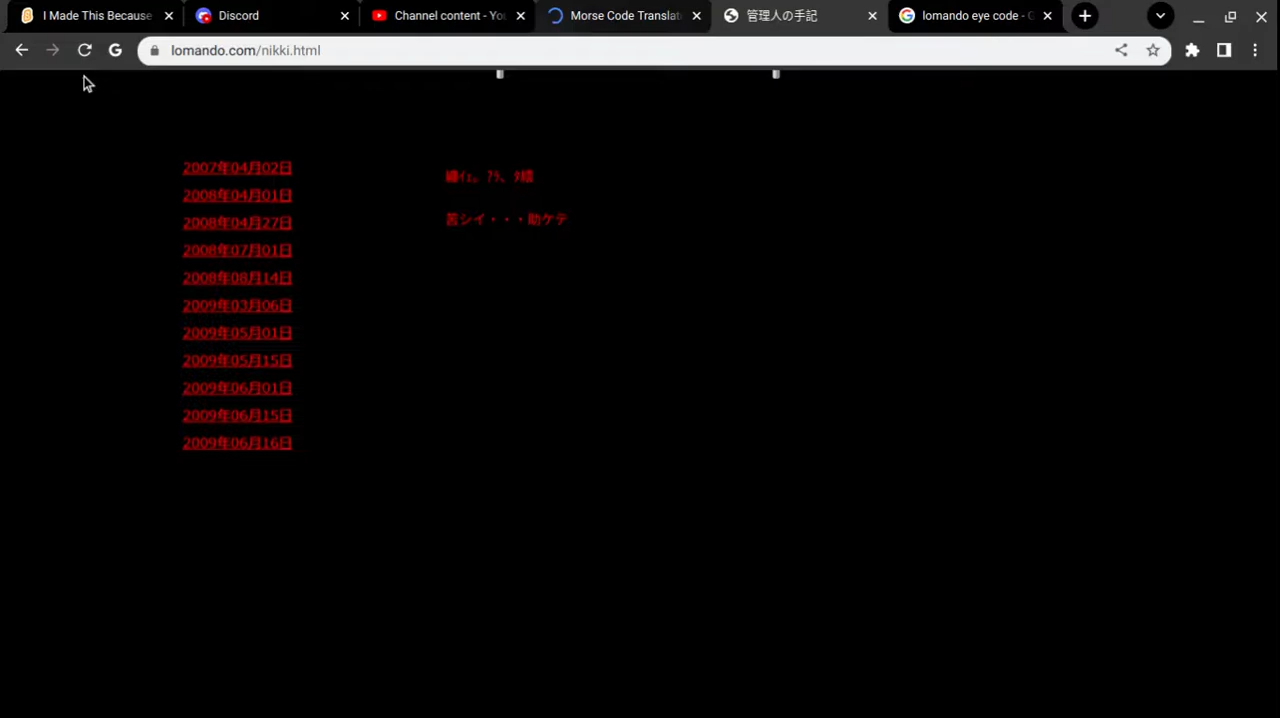 I Made This Because
Discord
Channel content - You
Morse Code Translato
管理人の手記
lomando eye code - G
lomando.com/nikki.html
2007年04月02日
2008年04月01日
2008年04月27日
2008年07月01日
2008年08月14日
2009年03月06日
2009年05月01日
2009年05月15日
2009年06月01日
2009年06月15日
2009年06月16日
苦シイ・・・助ケテ